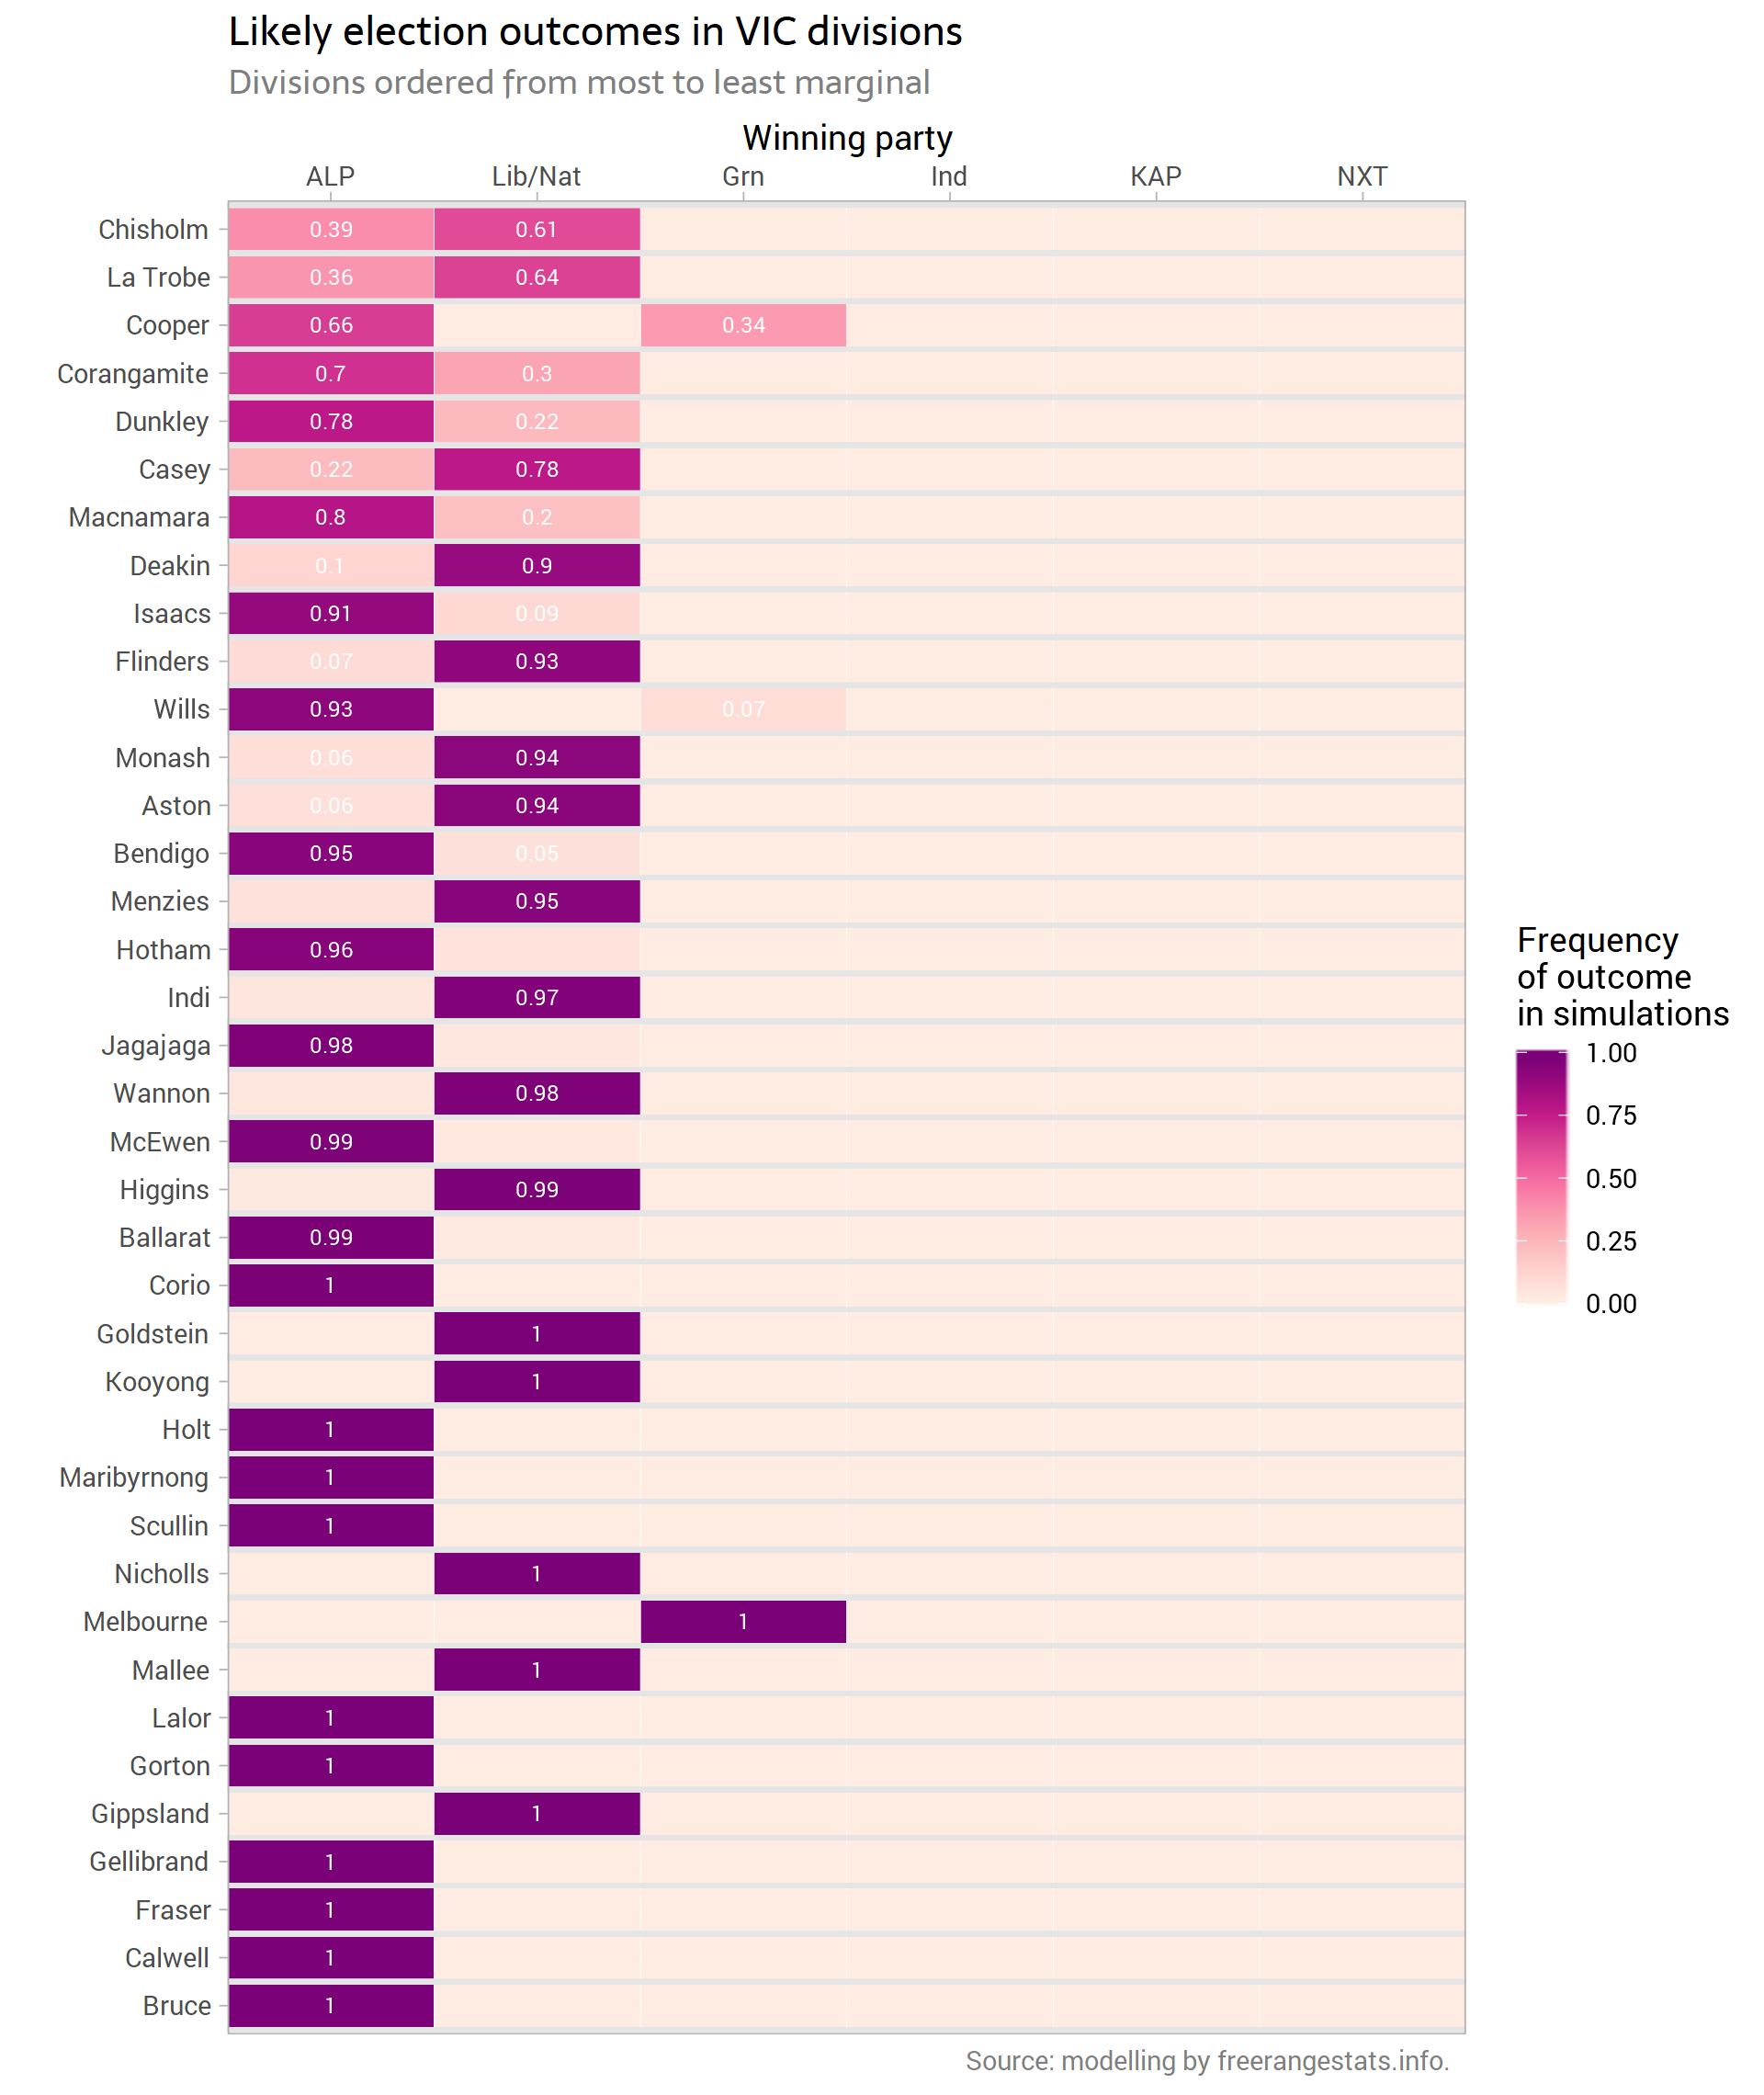 Likely election outcomes in VIC divisions
Divisions ordered from most to least marginal
Winning party
ALP Lib/Nat Grn Ind KAP NXT
Chisholm 0.39 0.61
La Trobe 0.36 0.64
Cooper 0.66 0.34
Corangamite 0.7 0.3
Dunkley 0.78 0.22
Casey 0.22 0.78
Macnamara 0.8 0.2
Deakin 0.1 0.9
Isaacs 0.91 0.09
Flinders 0.07 0.93
Wills 0.93 0.07
Monash 0.06 0.94
Aston 0.06 0.94
Bendigo 0.95 0.05
Menzies 0.95
Hotham 0.96
Indi 0.97
Jagajaga 0.98
Wannon 0.98
McEwen 0.99
Higgins 0.99
Ballarat 0.99
Corio 1
Goldstein 1
Kooyong 1
Holt 1
Maribyrnong 1
Scullin 1
Nicholls 1
Melbourne 1
Mallee 1
Lalor 1
Gorton 1
Gippsland 1
Gellibrand 1
Fraser 1
Calwell 1
Bruce 1
Frequency
of outcome
in simulations
1.00
0.75
0.50
0.25
0.00
Source: modelling by freerangestats.info.